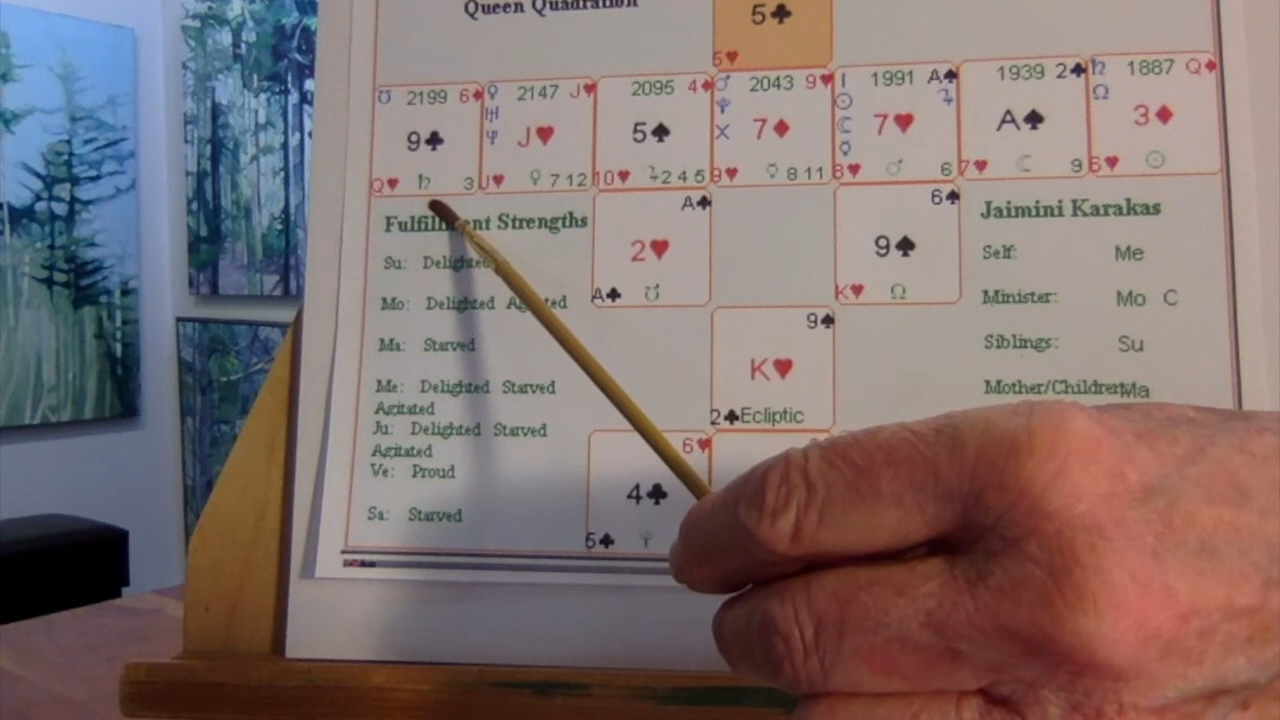 Queen Quadration
5♣
5♥
☋ 2199 6♦ ♀ 2147 J♥ 2095 4♦ ♂ 2043 9♥ I 1991 A♠ 1939 2♣ ♄ 1887 Q♦
♅ ♆ ☉ ♃ ☊
9♣ J♥ 5♠ 7♦ 7♥ A♠ 3♦
Ψ X ☾ ☿
Q♥ ♄ 3 J♥ ♀ 7 12 10♥ ♃ 2 4 5 9♥ ☿ 8 11 8♥ ♂ 6 7♥ ☾ 9 6♥ ☉
A♣ 6♠
Fulfillment Strengths Jaimini Karakas
2♥ 9♠
Su: Delighted Self: Me
A♣ ☋ K♥ ☊
Mo: Delighted Agitated Minister: Mo C
9♠
Ma: Starved Siblings: Su
K♥
Me: Delighted Starved Mother/Children Ma
Agitated
2♣ Ecliptic
Ju: Delighted Starved
Agitated
6♥
Ve: Proud
4♣
Sa: Starved
5♣